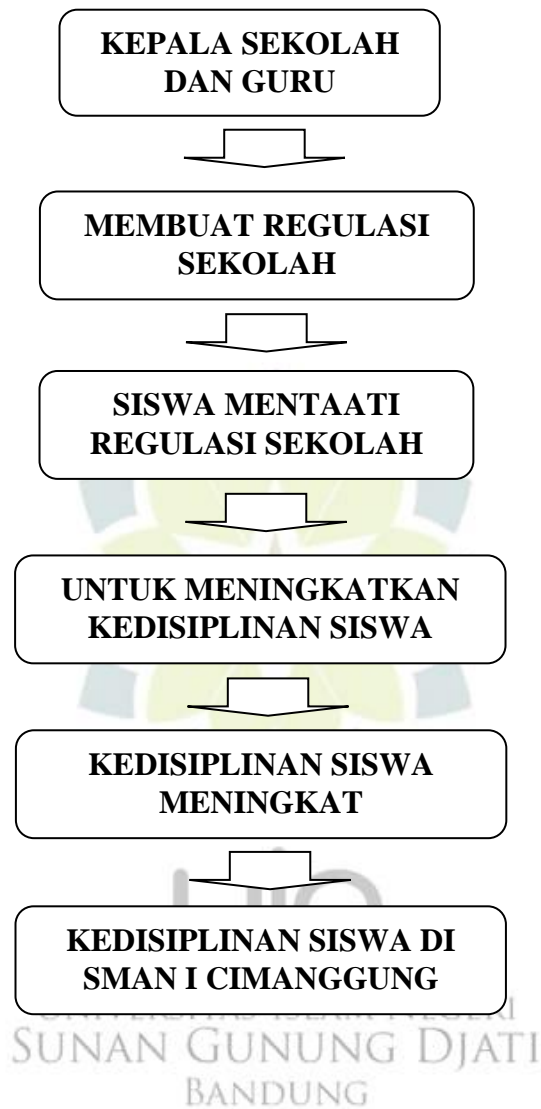 KEPALA SEKOLAH
DAN GURU
MEMBUAT REGULASI
SEKOLAH
SISWA MENTAATI
REGULASI SEKOLAH
UNTUK MENINGKATKAN
KEDISIPLINAN SISWA
KEDISIPLINAN SISWA
MENINGKAT
KEDISIPLINAN SISWA DI
SMAN I CIMANGGUNG
SUNAN GUNUNG DJATI
BANDUNG